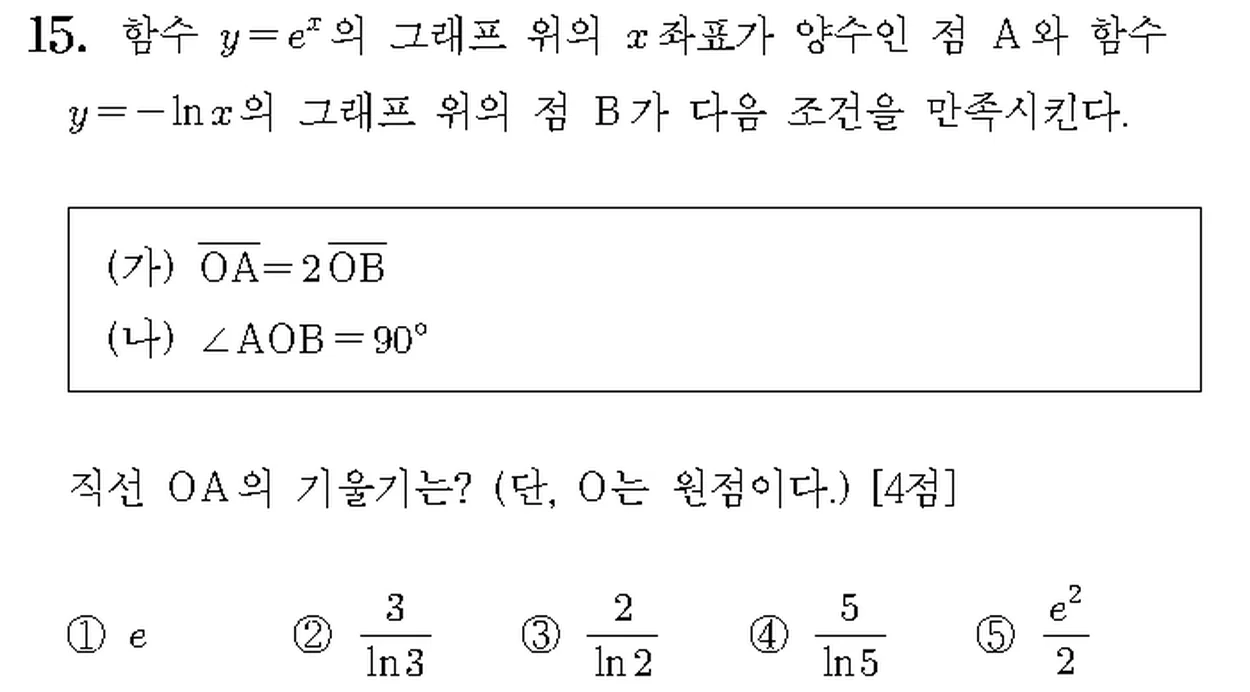 15. 함수 y=eˣ의 그래프 위의 x좌표가 양수인 점 A와 함수
y=-ln x의 그래프 위의 점 B가 다음 조건을 만족시킨다.
(가) O̅A̅=2O̅B̅
(나) ∠AOB=90°
직선 OA의 기울기는? (단, O는 원점이다.) [4점]
① e ② 3/ln3 ③ 2/ln2 ④ 5/ln5 ⑤ e²/2